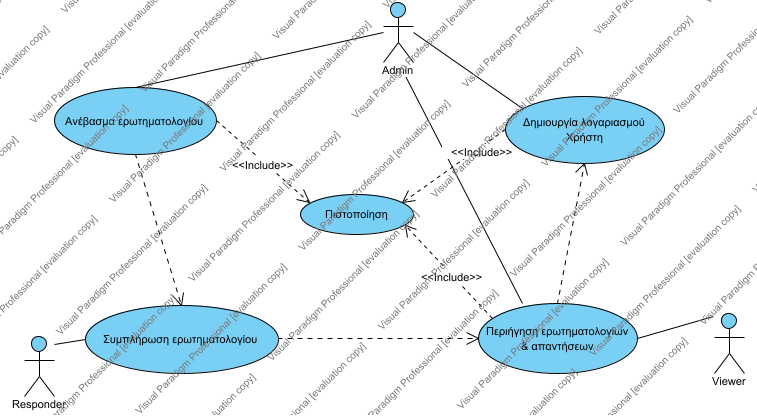 Admin
Ανέβασμα ερωτηματολογίου
Δημιουργία λογαριασμού
Χρήστη
<<Include>>
<<Include>>
Πιστοποίηση
<<Include>>
Συμπλήρωση ερωτηματολογίου
Περιήγηση ερωτηματολογίων
& απαντήσεων
Responder
Viewer
Visual Paradigm Professional [evaluation copy]